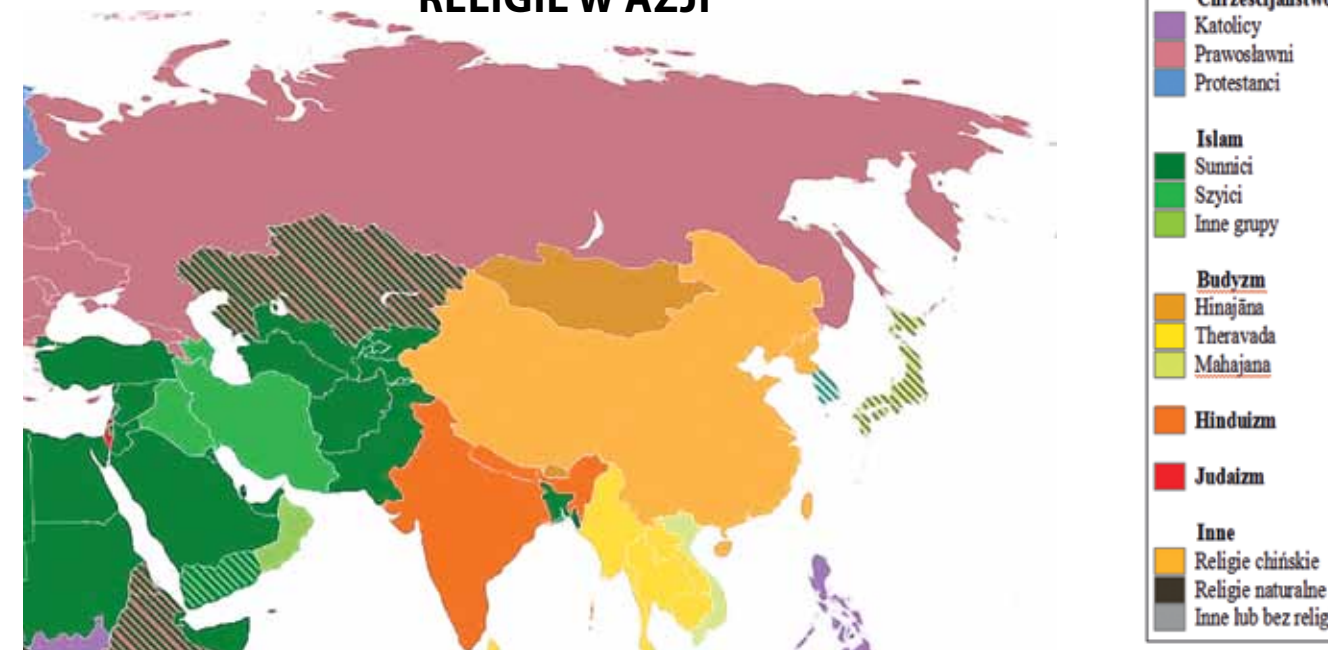 RELIGIE W AZJI
Chrześcijaństwo
Katolicy
Prawosławni
Protestanci
Islam
Sunnici
Szyici
Inne grupy
Budyzm
Hinajāna
Theravada
Mahajana
Hinduizm
Judaizm
Inne
Religie chińskie
Religie naturalne
Inne lub bez relig